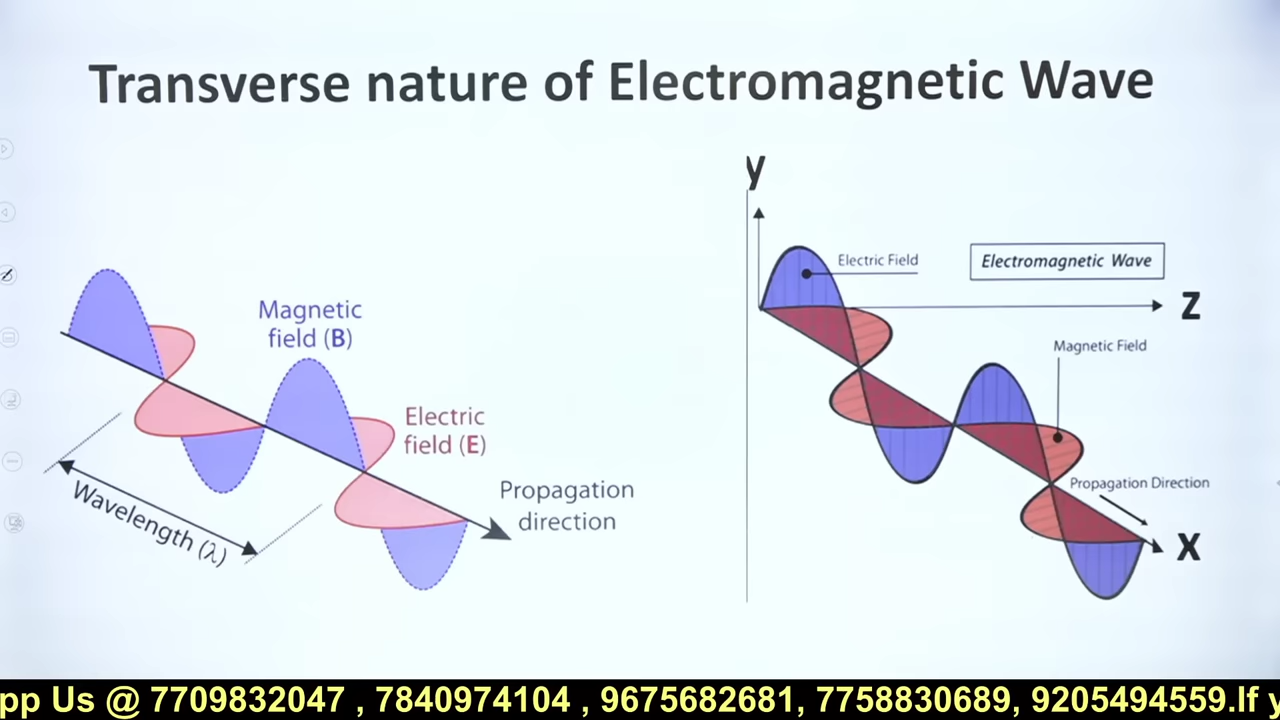 Transverse nature of Electromagnetic Wave
Magnetic
field (B)
Electric
field (E)
Propagation
direction
Wavelength (λ)
y
Electric Field
Electromagnetic Wave
Z
Magnetic Field
Propagation Direction
X
pp Us @ 7709832047 , 7840974104 , 9675682681, 7758830689, 9205494559.If y